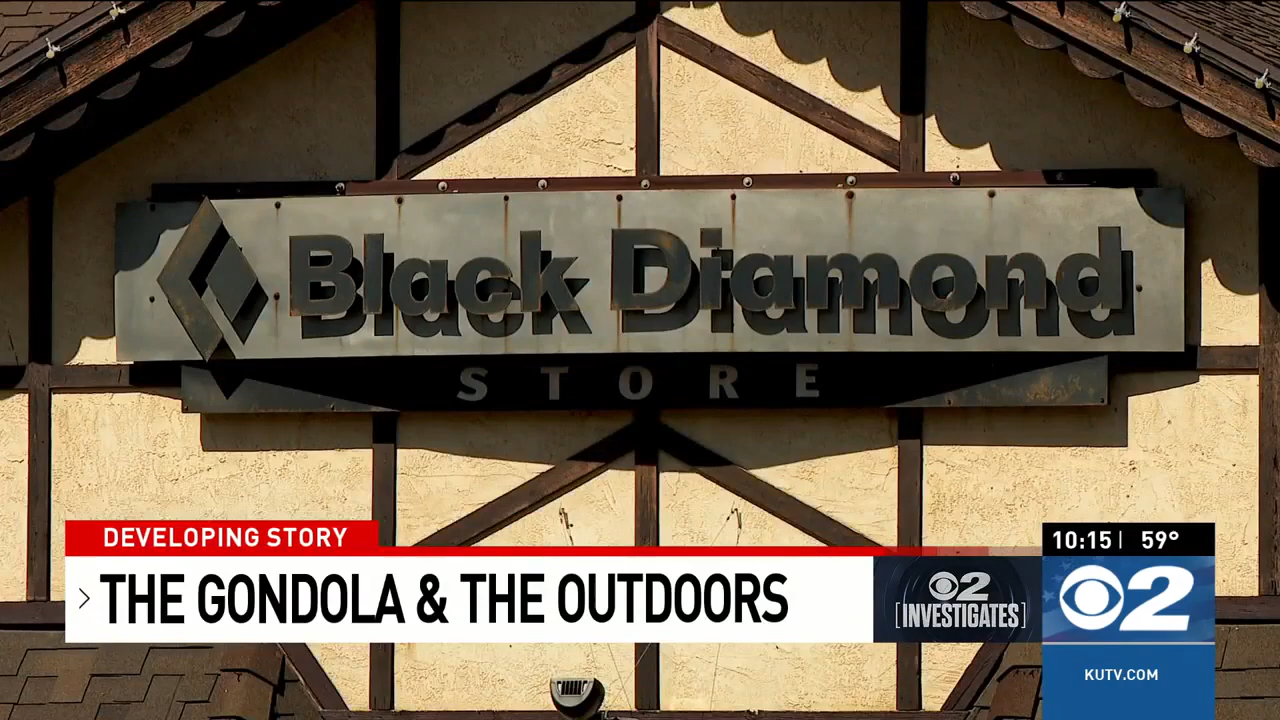 Black Diamond
STORE
DEVELOPING STORY
THE GONDOLA & THE OUTDOORS
2
[INVESTIGATES]
10:15 59°
2
KUTV.COM